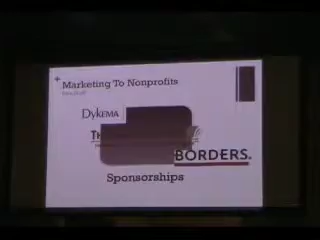 + Marketing To Nonprofits
DYKEMA
BORDERS.
Sponsorships